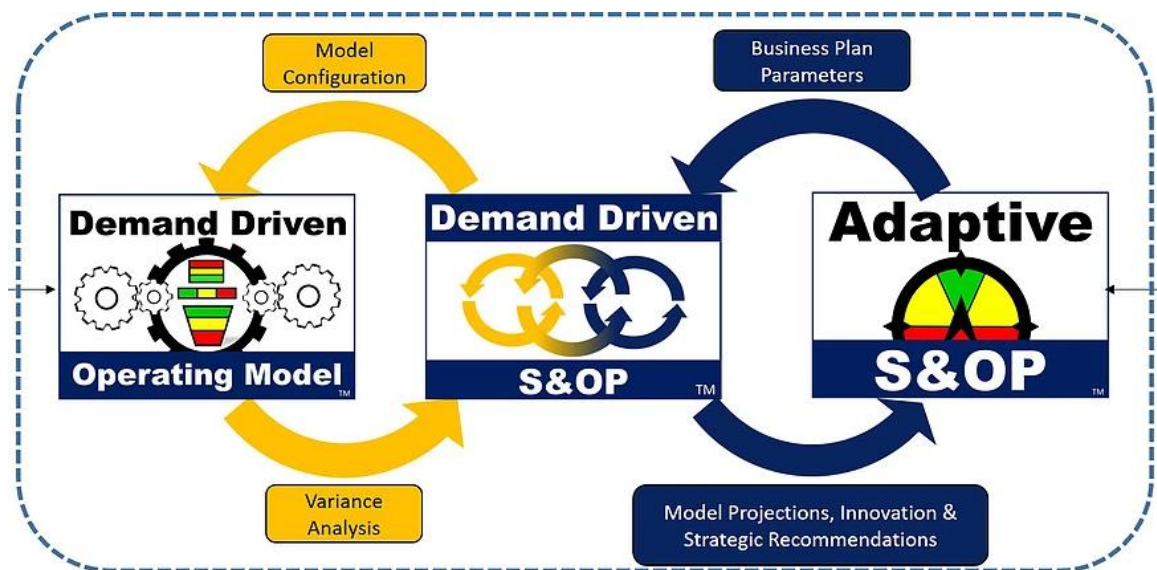 Model
Configuration
Business Plan
Parameters
Demand Driven
Operating Model
TM
Demand Driven
S&OP
TM
Adaptive
S&OP
TM
Variance
Analysis
Model Projections, Innovation &
Strategic Recommendations